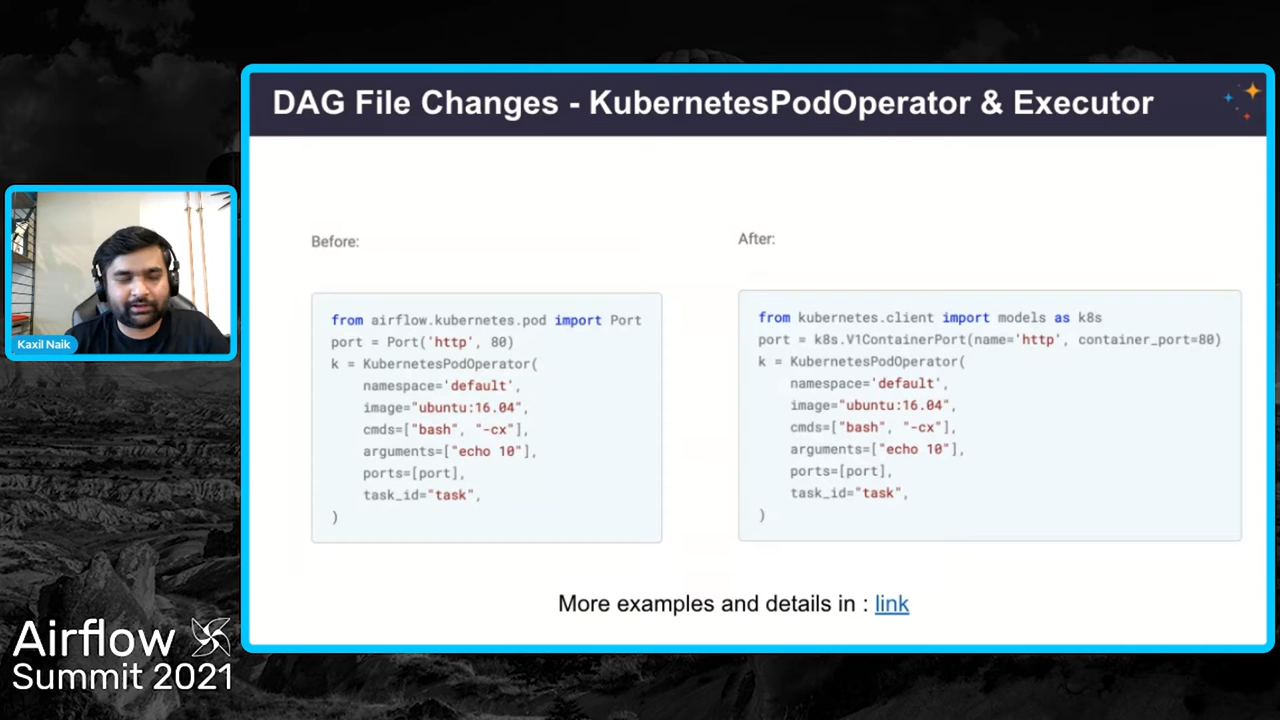 DAG File Changes - KubernetesPodOperator & Executor
Before:
from airflow.kubernetes.pod import Port
port = Port('http', 80)
k = KubernetesPodOperator(
    namespace='default',
    image="ubuntu:16.04",
    cmds=["bash", "-cx"],
    arguments=["echo 10"],
    ports=[port],
    task_id="task",
)
After:
from kubernetes.client import models as k8s
port = k8s.V1ContainerPort(name='http', container_port=80)
k = KubernetesPodOperator(
    namespace='default',
    image="ubuntu:16.04",
    cmds=["bash", "-cx"],
    arguments=["echo 10"],
    ports=[port],
    task_id="task",
)
More examples and details in : link
Kaxil Naik
Airflow
Summit 2021